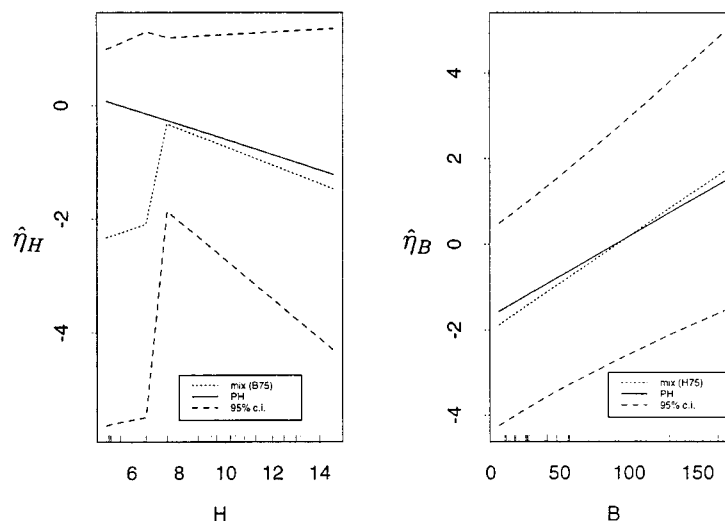 0
-2
-4
η̂_H
mix (B75)
PH
95% c.i.
6 8 10 12 14
H
4
2
0
-2
-4
η̂_B
mix (H75)
PH
95% c.i.
0 50 100 150
B